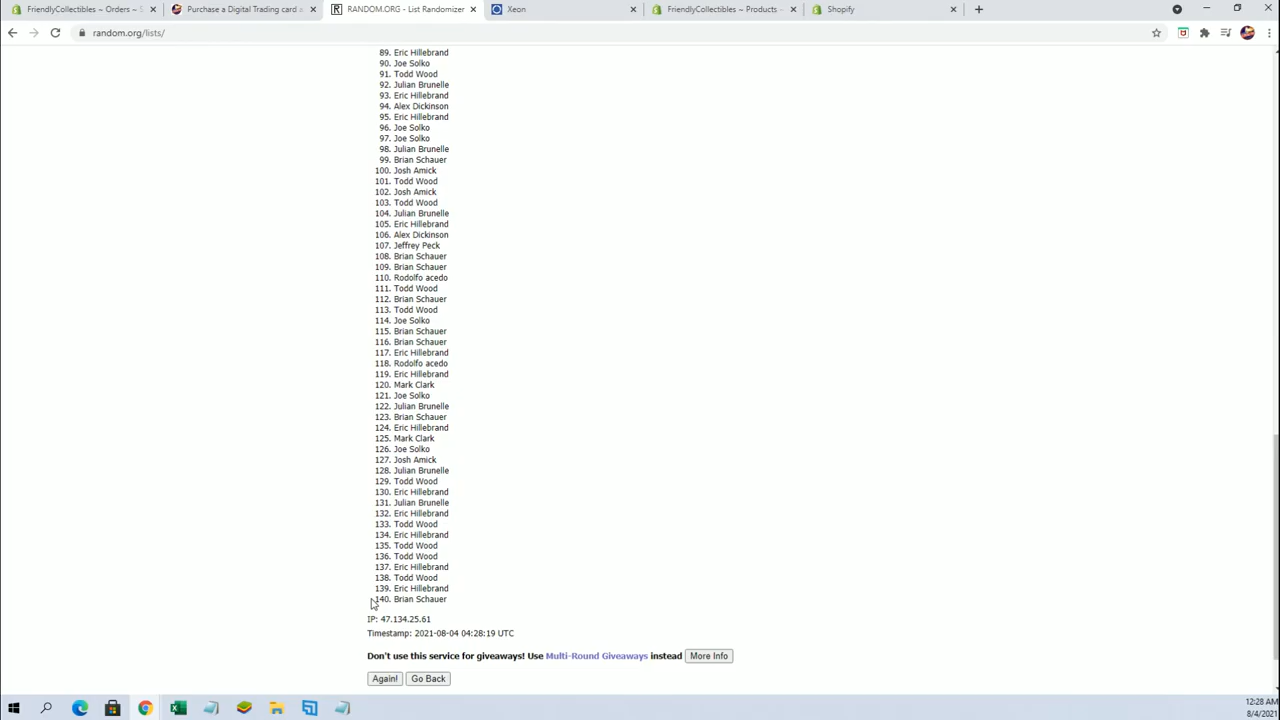 FriendlyCollectibles ~ Orders ~ S
Purchase a Digital Trading card =
RANDOM.ORG - List Randomizer
Xeon
FriendlyCollectibles ~ Products ~
Shopify
random.org/lists/
89. Eric Hillebrand
90. Joe Solko
91. Todd Wood
92. Julian Brunelle
93. Eric Hillebrand
94. Alex Dickinson
95. Eric Hillebrand
96. Joe Solko
97. Joe Solko
98. Julian Brunelle
99. Brian Schauer
100. Josh Amick
101. Todd Wood
102. Josh Amick
103. Todd Wood
104. Julian Brunelle
105. Eric Hillebrand
106. Alex Dickinson
107. Jeffrey Peck
108. Brian Schauer
109. Brian Schauer
110. Rodolfo acedo
111. Todd Wood
112. Brian Schauer
113. Todd Wood
114. Joe Solko
115. Brian Schauer
116. Brian Schauer
117. Eric Hillebrand
118. Rodolfo acedo
119. Eric Hillebrand
120. Mark Clark
121. Joe Solko
122. Julian Brunelle
123. Brian Schauer
124. Eric Hillebrand
125. Mark Clark
126. Joe Solko
127. Josh Amick
128. Julian Brunelle
129. Todd Wood
130. Eric Hillebrand
131. Julian Brunelle
132. Eric Hillebrand
133. Todd Wood
134. Eric Hillebrand
135. Todd Wood
136. Todd Wood
137. Eric Hillebrand
138. Todd Wood
139. Eric Hillebrand
140. Brian Schauer
IP: 47.134.25.61
Timestamp: 2021-08-04 04:28:19 UTC
Don't use this service for giveaways! Use Multi-Round Giveaways instead More Info
Again! Go Back
12:28 AM
8/4/2021